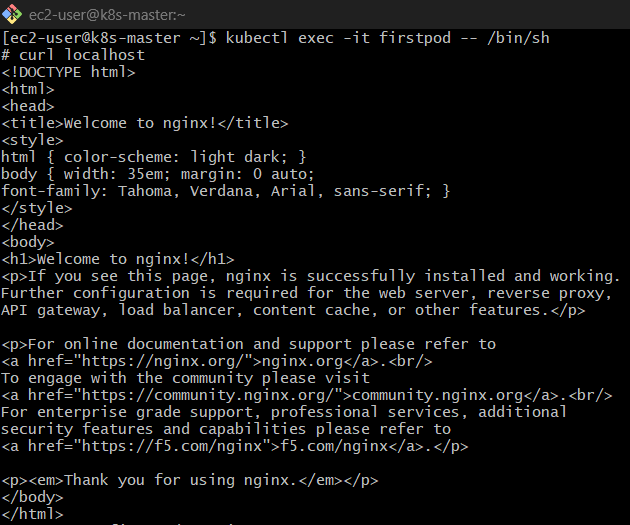 ec2-user@k8s-master:~
[ec2-user@k8s-master ~]$ kubectl exec -it firstpod -- /bin/sh
# curl localhost
<!DOCTYPE html>
<html>
<head>
<title>Welcome to nginx!</title>
<style>
html { color-scheme: light dark; }
body { width: 35em; margin: 0 auto;
font-family: Tahoma, Verdana, Arial, sans-serif; }
</style>
</head>
<body>
<h1>Welcome to nginx!</h1>
<p>If you see this page, nginx is successfully installed and working.
Further configuration is required for the web server, reverse proxy,
API gateway, load balancer, content cache, or other features.</p>

<p>For online documentation and support please refer to
<a href="https://nginx.org/">nginx.org</a>.<br/>
To engage with the community please visit
<a href="https://community.nginx.org/">community.nginx.org</a>.<br/>
For enterprise grade support, professional services, additional
security features and capabilities please refer to
<a href="https://f5.com/nginx">f5.com/nginx</a>.</p>

<p><em>Thank you for using nginx.</em></p>
</body>
</html>